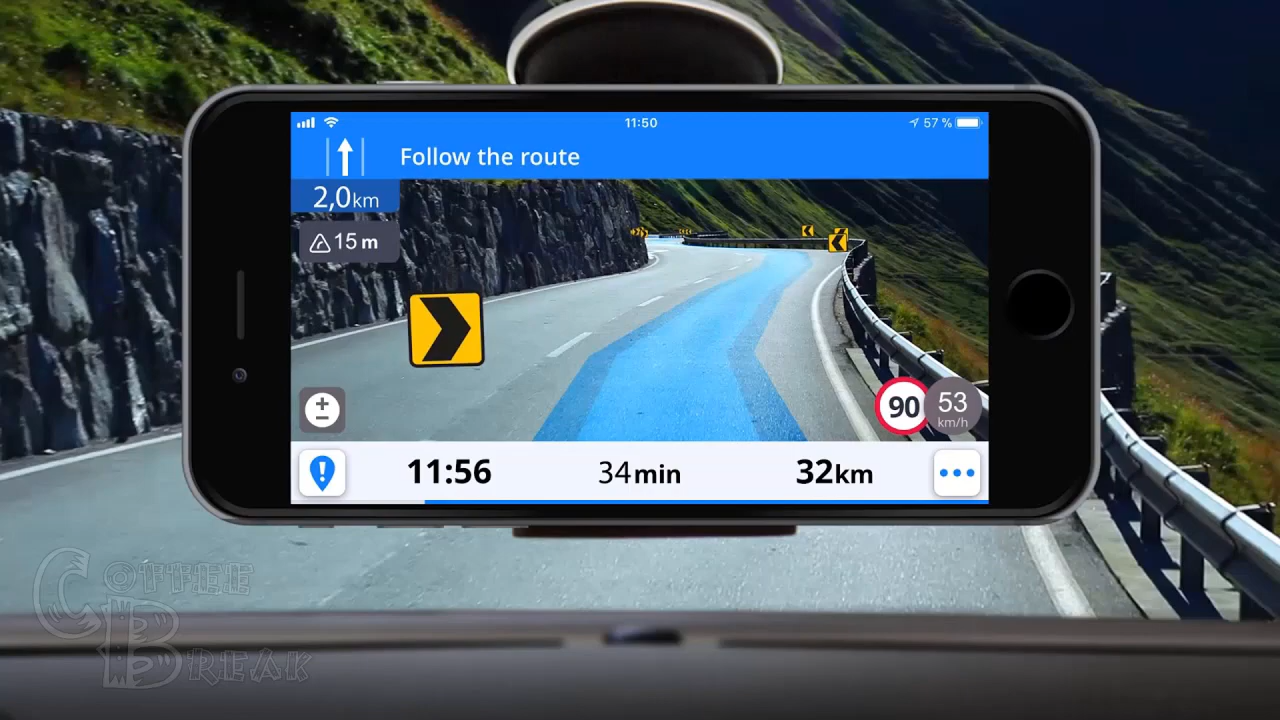 11:50
57 %
Follow the route
2,0km
15 m
90
53
km/h
11:56
34min
32km
Coffee
Break